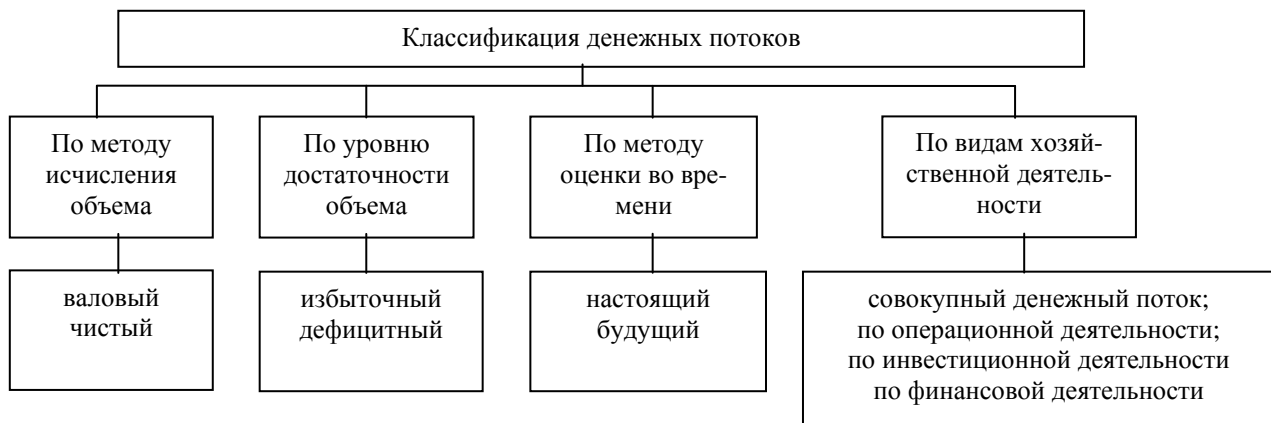 Классификация денежных потоков
По методу
исчисления
объема
По уровню
достаточности
объема
По методу
оценки во вре-
мени
По видам хозяй-
ственной деятель-
ности
валовый
чистый
избыточный
дефицитный
настоящий
будущий
совокупный денежный поток;
по операционной деятельности;
по инвестиционной деятельности
по финансовой деятельности